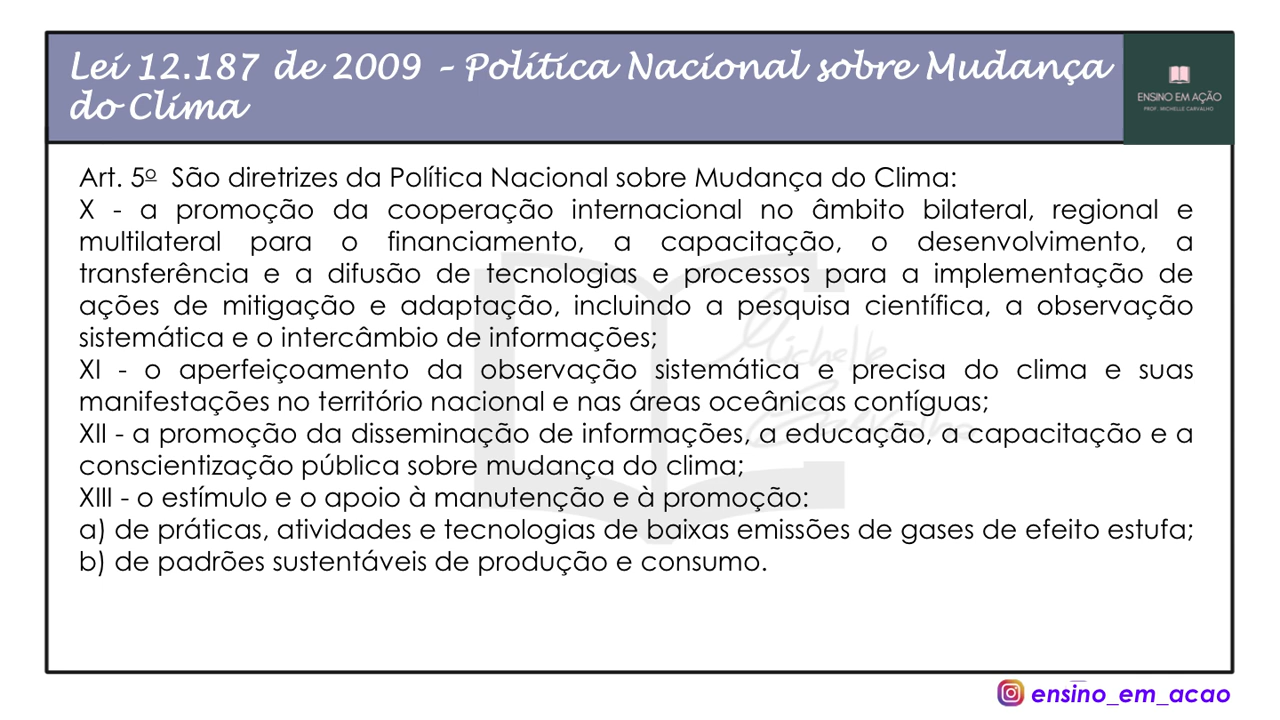 Lei 12.187 de 2009 – Política Nacional sobre Mudança
do Clima
ENSINO EM AÇÃO
PROF. MICHELLE CARVALHO
Art. 5º  São diretrizes da Política Nacional sobre Mudança do Clima:
X - a promoção da cooperação internacional no âmbito bilateral, regional e
multilateral para o financiamento, a capacitação, o desenvolvimento, a
transferência e a difusão de tecnologias e processos para a implementação de
ações de mitigação e adaptação, incluindo a pesquisa científica, a observação
sistemática e o intercâmbio de informações;
XI - o aperfeiçoamento da observação sistemática e precisa do clima e suas
manifestações no território nacional e nas áreas oceânicas contíguas;
XII - a promoção da disseminação de informações, a educação, a capacitação e a
conscientização pública sobre mudança do clima;
XIII - o estímulo e o apoio à manutenção e à promoção:
a) de práticas, atividades e tecnologias de baixas emissões de gases de efeito estufa;
b) de padrões sustentáveis de produção e consumo.
Michelle
Carvalho
ensino_em_acao